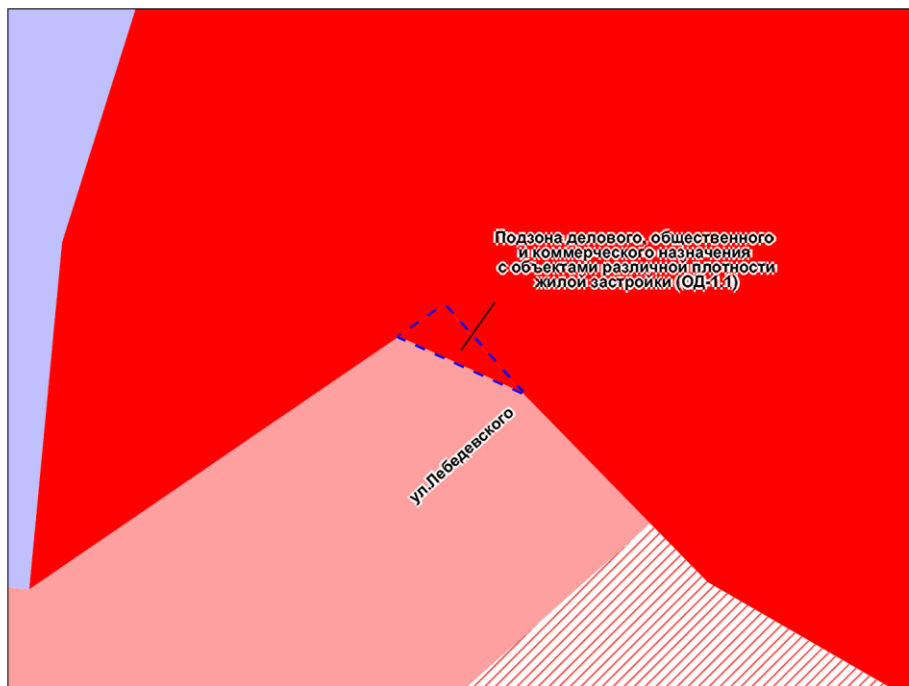 Подзона делового, общественного
и коммерческого назначения
с объектами различной плотности
жилой застройки (ОД-1.1)
ул.Лебедевского